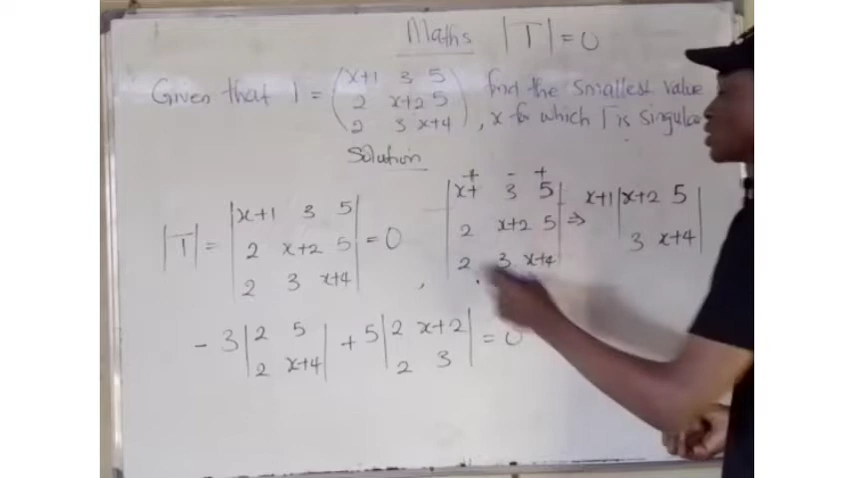 Maths |T| = 0
Given that T = (x+1 3 5) find the smallest value
(2 x+2 5)
(2 3 x+4) , x for which T is singular
Solution
+ - +
|T| = |x+1 3 5| = 0
|2 x+2 5|
|2 3 x+4| ,
|x+ 3 5| ⇒ x+1 |x+2 5|
|2 x+2 5| |3 x+4|
|2 3 x+4|
- 3 |2 5| + 5 |2 x+2| = 0
|2 x+4| |2 3|